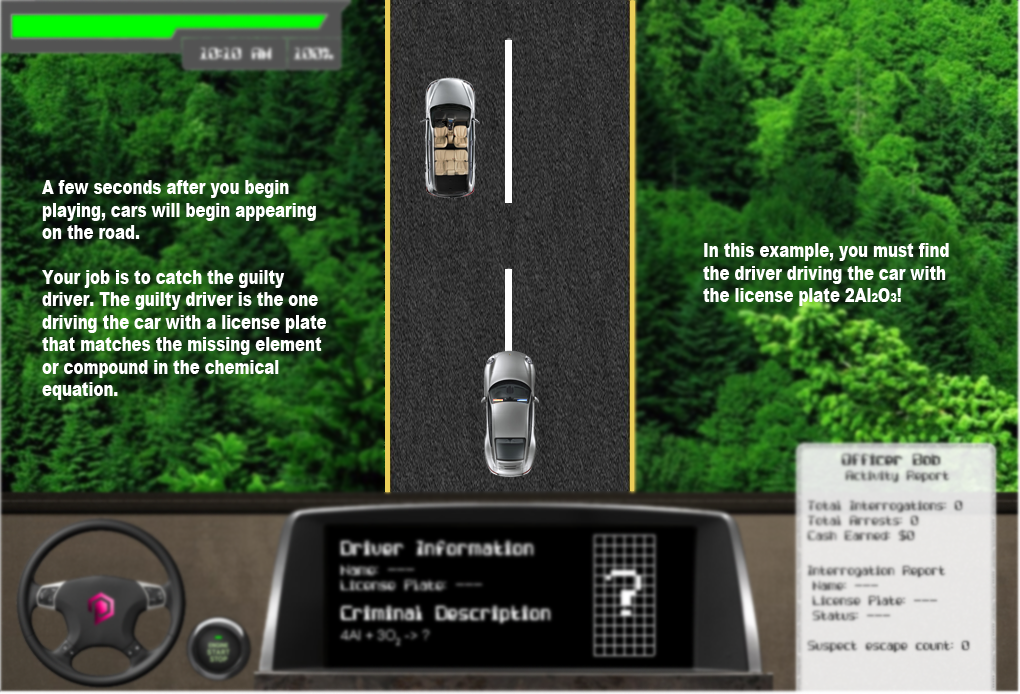 10:10 AM 100%
A few seconds after you begin
playing, cars will begin appearing
on the road.
Your job is to catch the guilty
driver. The guilty driver is the one
driving the car with a license plate
that matches the missing element
or compound in the chemical
equation.
In this example, you must find
the driver driving the car with
the license plate 2Al₂O₃!
Officer Bob
Activity Report
Total Interrogations: 0
Total Arrests: 0
Cash Earned: $0
Interrogation Report
Name: ---
License Plate: ---
Status: ---
Suspect escape count: 0
Driver Information
Name: ---
License Plate: ---
Criminal Description
4Al + 3O₂ -> ?
?
ENGINE
START
STOP